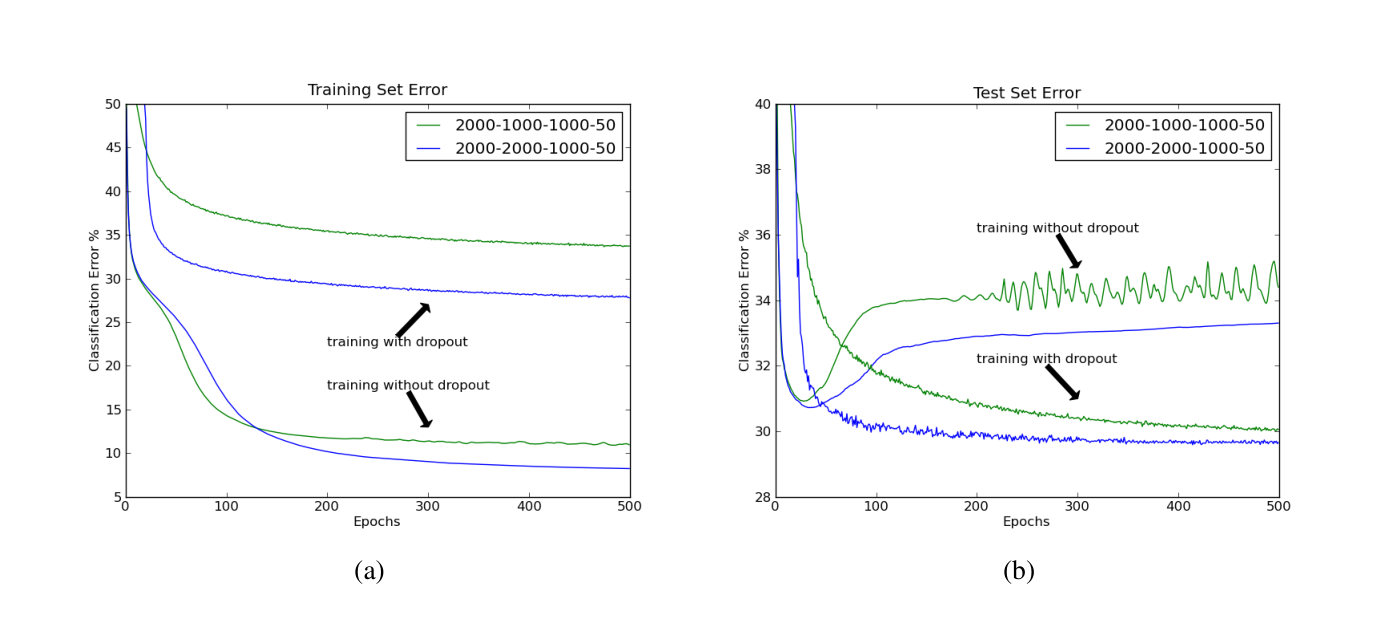 Training Set Error
50
45
40
35
30
25
20
15
10
5
Classification Error %
2000-1000-1000-50
2000-2000-1000-50
training with dropout
training without dropout
0 100 200 300 400 500
Epochs
(a)
Test Set Error
40
38
36
34
32
30
28
Classification Error %
2000-1000-1000-50
2000-2000-1000-50
training without dropout
training with dropout
0 100 200 300 400 500
Epochs
(b)